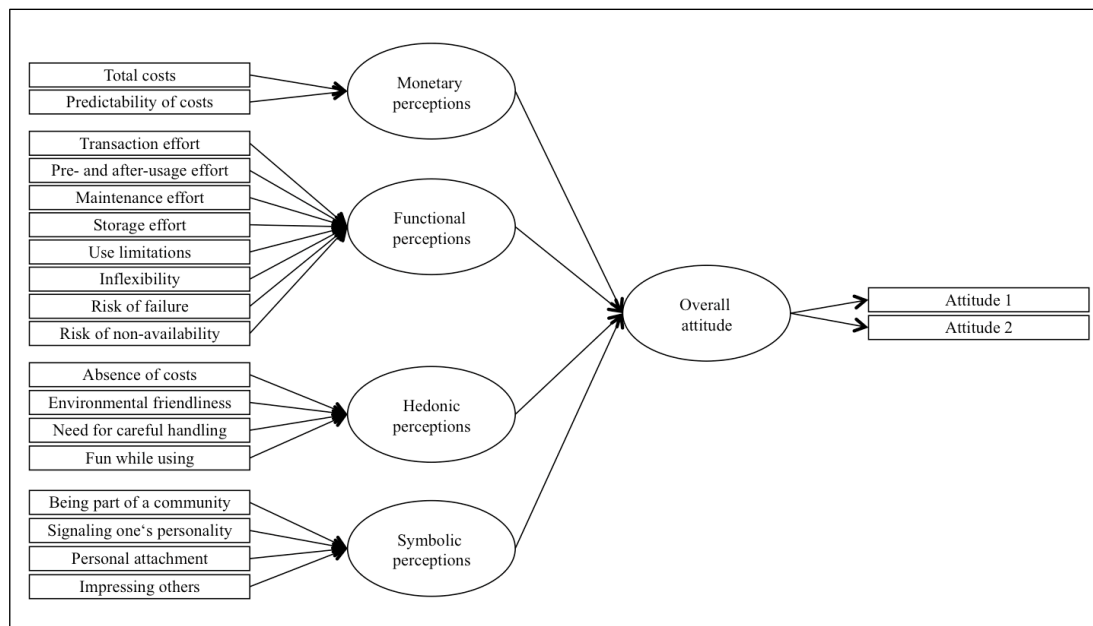 Total costs
Predictability of costs
Transaction effort
Pre- and after-usage effort
Maintenance effort
Storage effort
Use limitations
Inflexibility
Risk of failure
Risk of non-availability
Absence of costs
Environmental friendliness
Need for careful handling
Fun while using
Being part of a community
Signaling one‘s personality
Personal attachment
Impressing others
Monetary
perceptions
Functional
perceptions
Hedonic
perceptions
Symbolic
perceptions
Overall
attitude
Attitude 1
Attitude 2